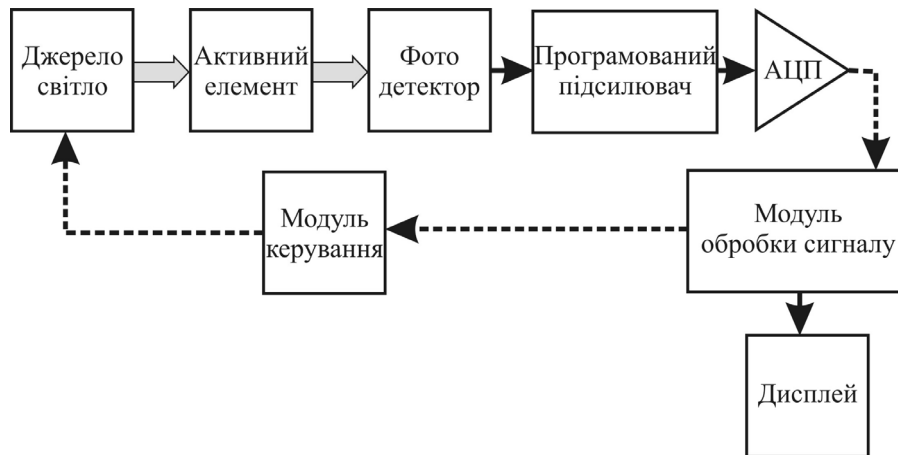 Джерело
світло
Активний
елемент
Фото
детектор
Програмований
підсилювач
АЦП
Модуль
керування
Модуль
обробки сигналу
Дисплей